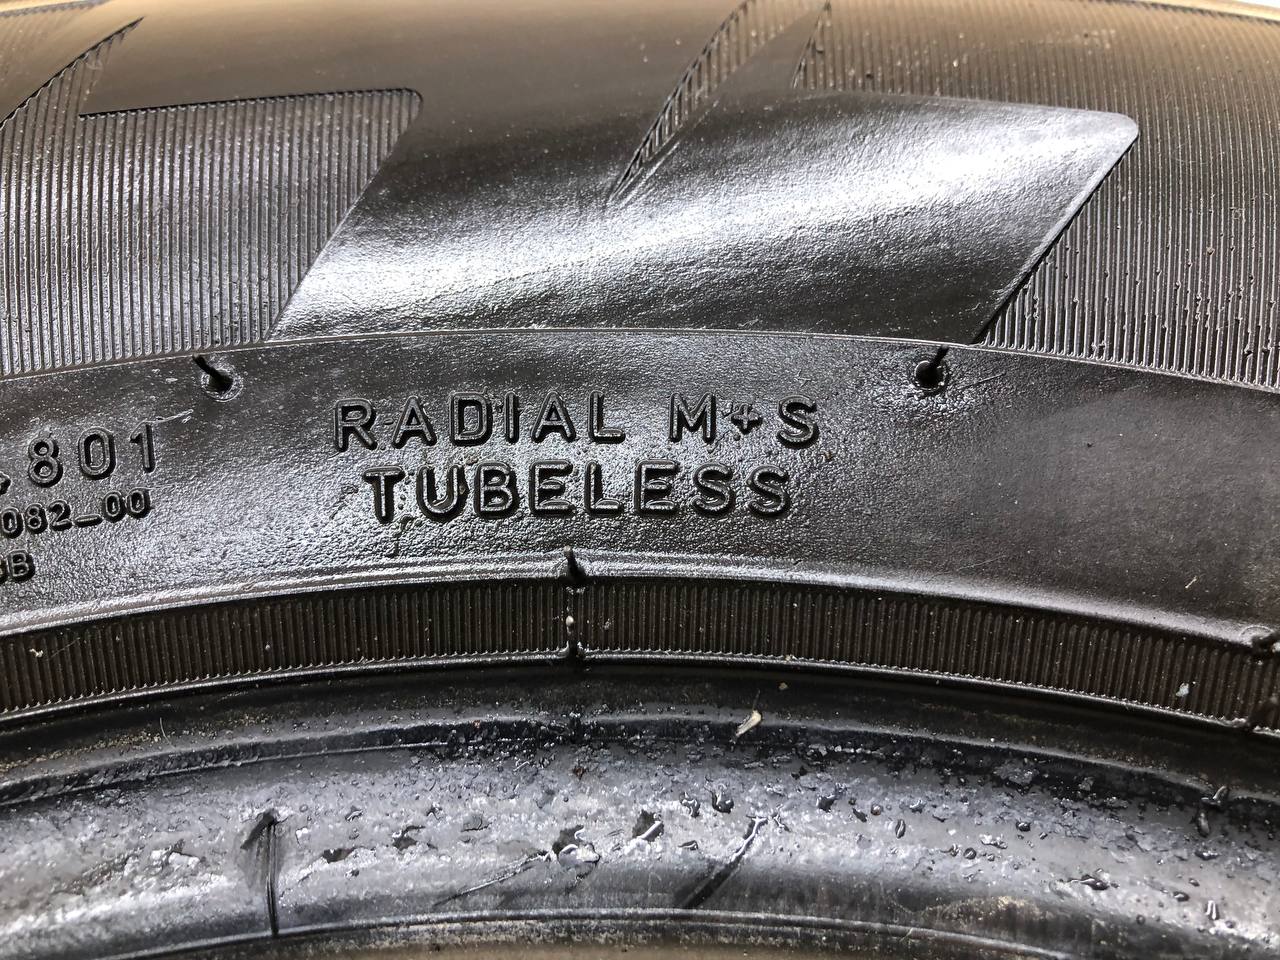 801
RADIAL M+S
082_00
TUBELESS